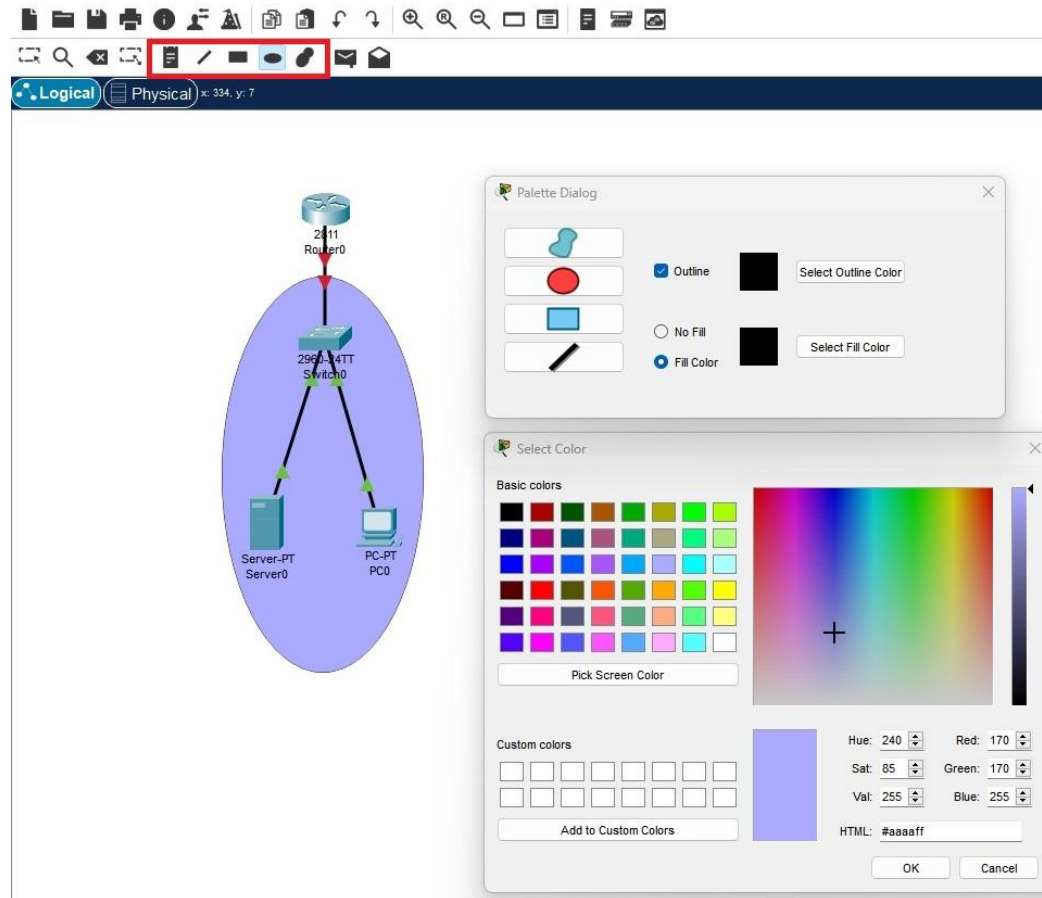 Logical Physical x: 334, y: 7
2811
Router0
2960-24TT
Switch0
Server-PT
Server0
PC-PT
PC0
Palette Dialog
Outline
Select Outline Color
No Fill
Fill Color
Select Fill Color
Select Color
Basic colors
Pick Screen Color
Custom colors
Add to Custom Colors
Hue: 240 Red: 170
Sat: 85 Green: 170
Val: 255 Blue: 255
HTML: #aaaaff
OK Cancel